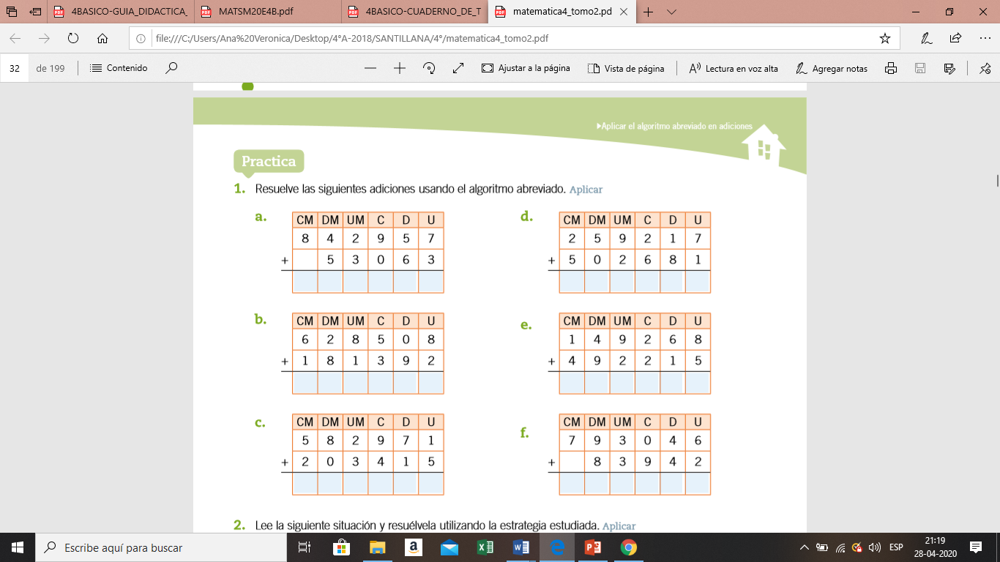 4BASICO-GUIA_DIDACTICA_
MATSM20E4B.pdf
4BASICO-CUADERNO_DE_T
matematica4_tomo2.pd
file:///C:/Users/Ana%20Veronica/Desktop/4°A-2018/SANTILLANA/4°/matematica4_tomo2.pdf
32 de 199 Contenido Ajustar a la página Vista de página Lectura en voz alta Agregar notas
Aplicar el algoritmo abreviado en adiciones
Practica
1. Resuelve las siguientes adiciones usando el algoritmo abreviado. Aplicar
a.
CM DM UM C D U
8 4 2 9 5 7
+ 5 3 0 6 3
d.
CM DM UM C D U
2 5 9 2 1 7
+ 5 0 2 6 8 1
b.
CM DM UM C D U
6 2 8 5 0 8
+ 1 8 1 3 9 2
e.
CM DM UM C D U
1 4 9 2 6 8
+ 4 9 2 2 1 5
c.
CM DM UM C D U
5 8 2 9 7 1
+ 2 0 3 4 1 5
f.
CM DM UM C D U
7 9 3 0 4 6
+ 8 3 9 4 2
2. Lee la siguiente situación y resuélvela utilizando la estrategia estudiada. Aplicar
Escribe aquí para buscar
ESP
21:19
28-04-2020